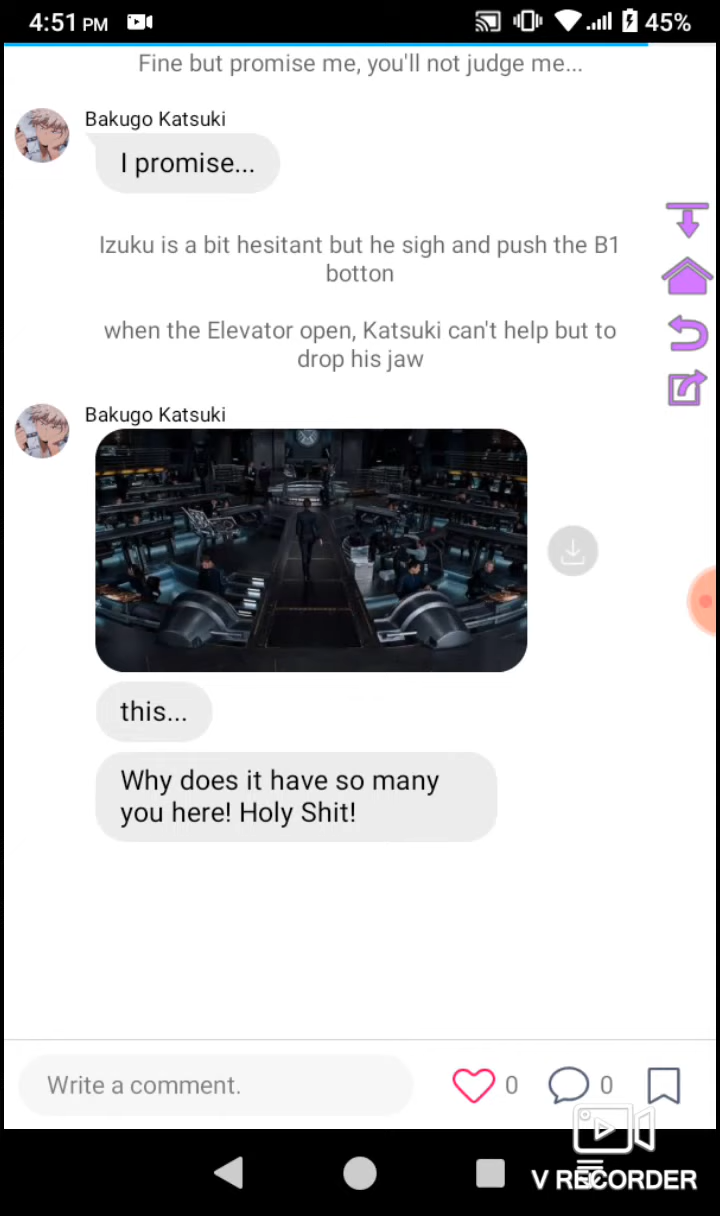 4:51 PM
45%
Fine but promise me, you'll not judge me...
Bakugo Katsuki
I promise...
Izuku is a bit hesitant but he sigh and push the B1
botton
when the Elevator open, Katsuki can't help but to
drop his jaw
Bakugo Katsuki
this...
Why does it have so many
you here! Holy Shit!
Write a comment.
0
0
V RECORDER